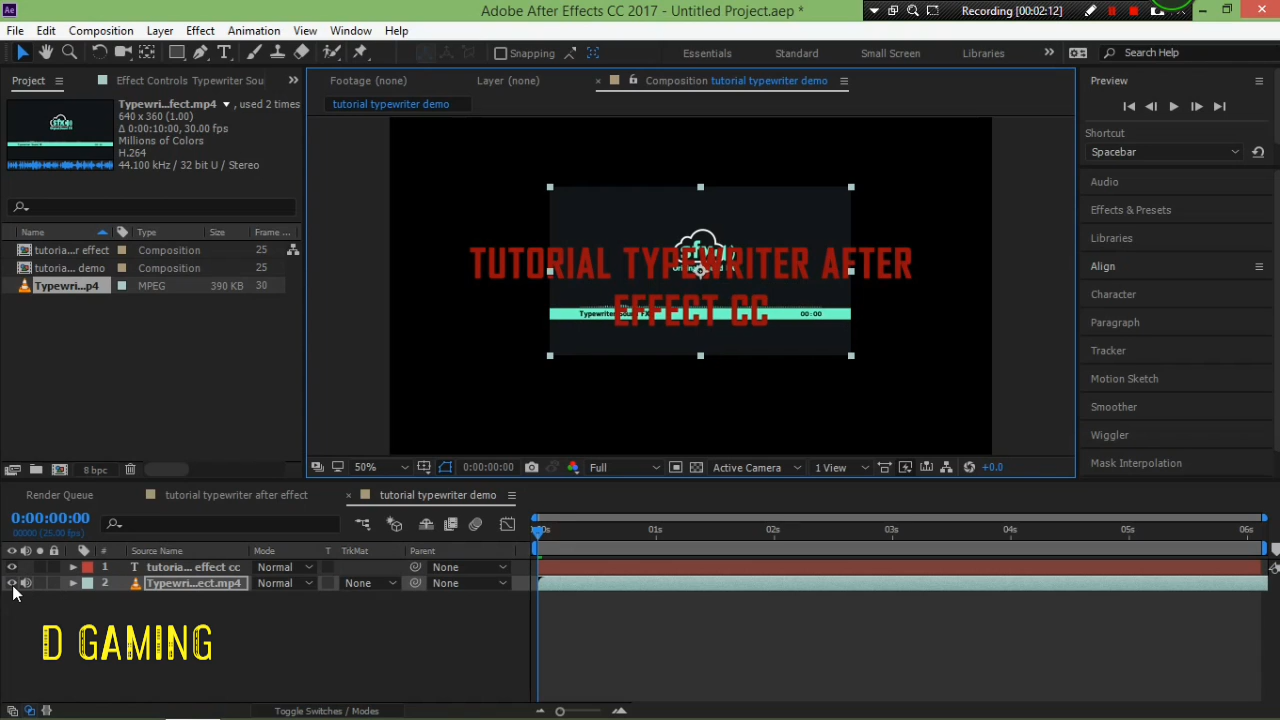 Adobe After Effects CC 2017 - Untitled Project.aep *
Recording [00:02:12]
File Edit Composition Layer Effect Animation View Window Help
Snapping
Essentials Standard Small Screen Libraries
Search Help
Project
Effect Controls Typewriter Sou
Footage (none)
Layer (none)
Composition tutorial typewriter demo
tutorial typewriter demo
Typewri...fect.mp4 , used 2 times
640 x 360 (1.00)
Δ 0:00:10:00, 30.00 fps
Millions of Colors
H.264
44.100 kHz / 32 bit U / Stereo
Name Type Size Frame
tutoria...r effect Composition 25
tutoria... demo Composition 25
Typewri...p4 MPEG 390 KB 30
8 bpc
TUTORIAL TYPEWRITER AFTER
EFFECT CC
00:00
50%
0:00:00:00
Full
Active Camera
1 View
+0.0
Preview
Shortcut
Spacebar
Audio
Effects & Presets
Libraries
Align
Character
Paragraph
Tracker
Motion Sketch
Smoother
Wiggler
Mask Interpolation
Render Queue
tutorial typewriter after effect
tutorial typewriter demo
0:00:00:00
00000 (25.00 fps)
01s 02s 03s 04s 05s 06s
# Source Name Mode T TrkMat Parent
1 T tutoria... effect cc Normal None
2 Typewri...ect.mp4 Normal None None
D GAMING
Toggle Switches / Modes